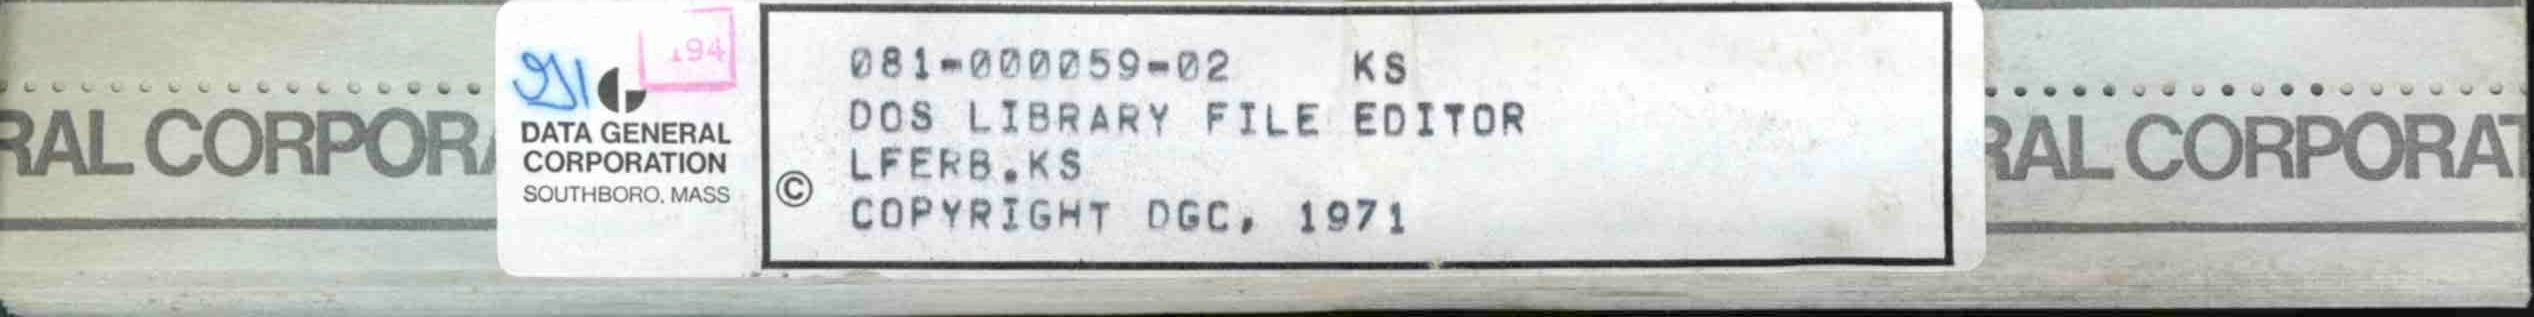 RAL CORPORA
194
DATA GENERAL
CORPORATION
SOUTHBORO, MASS
©
081-000059-02 KS
DOS LIBRARY FILE EDITOR
LFERB.KS
COPYRIGHT DGC, 1971
RAL CORPORAT